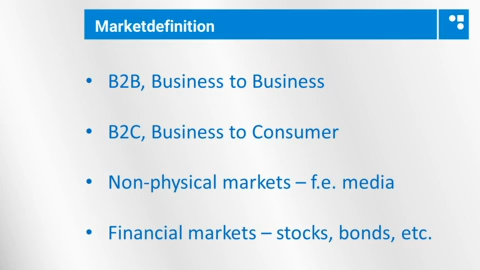 Marketdefinition
• B2B, Business to Business
• B2C, Business to Consumer
• Non-physical markets – f.e. media
• Financial markets – stocks, bonds, etc.